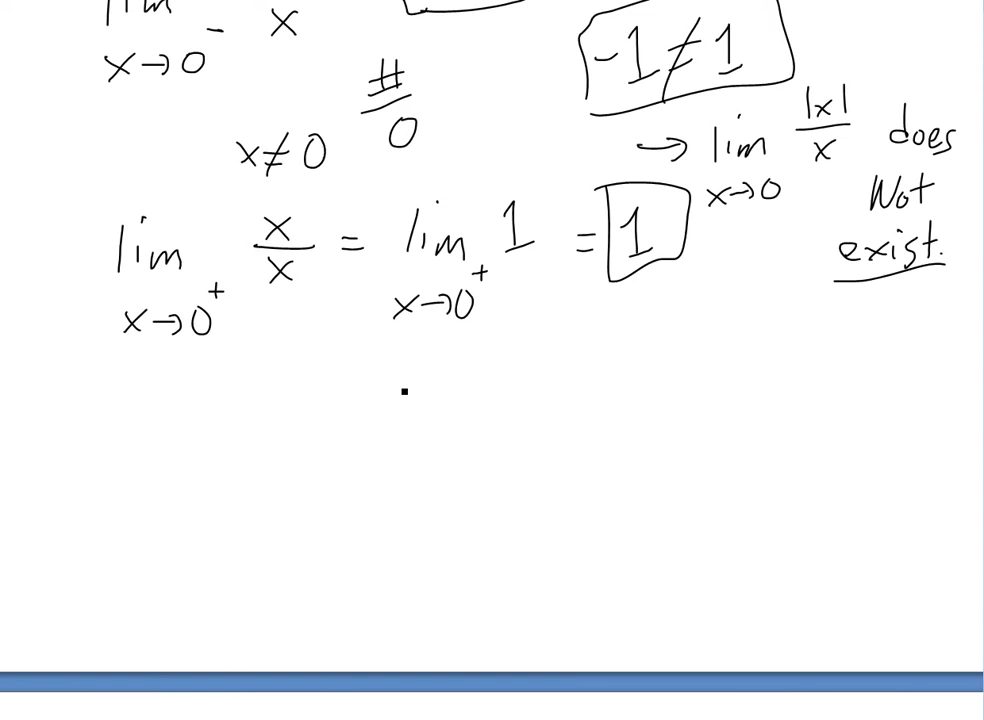 lim x→0⁻ x
-1 ≠ 1
#/0
x≠0
→ lim x→0 |x|/x does
Not
exist.
lim x→0⁺ x/x = lim x→0⁺ 1 = 1